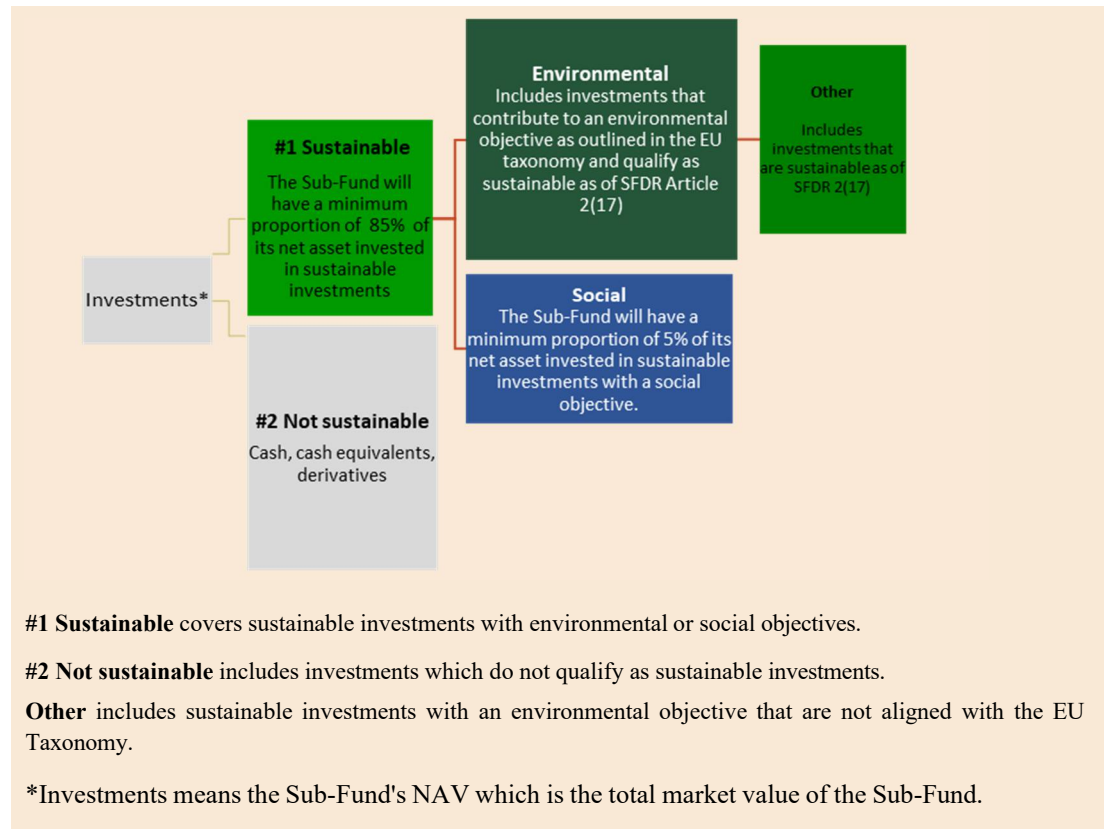 Investments*
#1 Sustainable
The Sub-Fund will
have a minimum
proportion of 85% of
its net asset invested
in sustainable
investments
#2 Not sustainable
Cash, cash equivalents,
derivatives
Environmental
Includes investments that
contribute to an environmental
objective as outlined in the EU
taxonomy and qualify as
sustainable as of SFDR Article
2(17)
Social
The Sub-Fund will have a
minimum proportion of 5% of its
net asset invested in sustainable
investments with a social
objective.
Other
Includes
investments that
are sustainable as of
SFDR 2(17)
#1 Sustainable covers sustainable investments with environmental or social objectives.
#2 Not sustainable includes investments which do not qualify as sustainable investments.
Other includes sustainable investments with an environmental objective that are not aligned with the EU
Taxonomy.
*Investments means the Sub-Fund's NAV which is the total market value of the Sub-Fund.